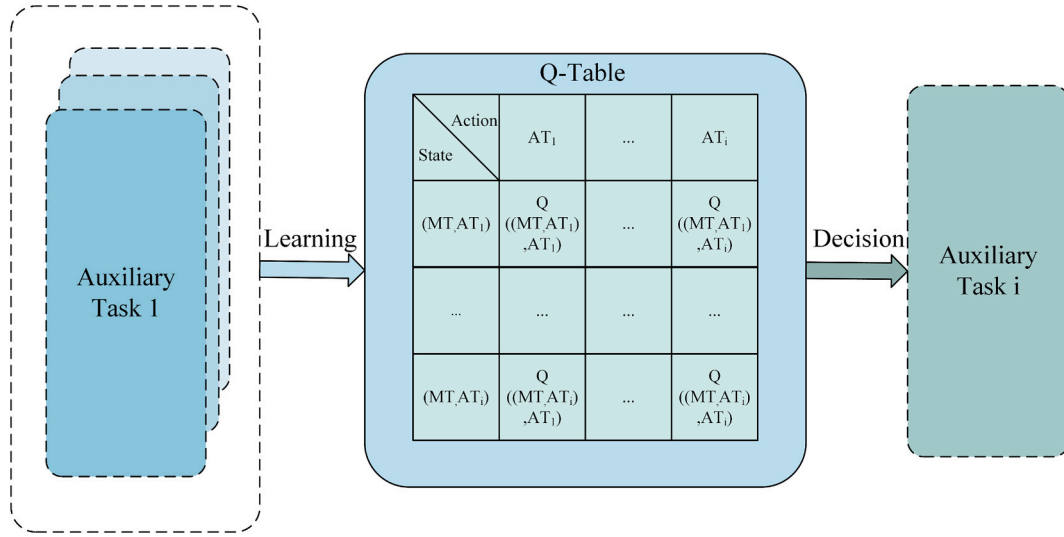 Auxiliary
Task 1
Learning
Q-Table
Action
State
AT₁
...
ATᵢ
(MT,AT₁)
Q
((MT,AT₁)
,AT₁)
...
Q
((MT,AT₁)
,ATᵢ)
...
...
...
...
(MT,ATᵢ)
Q
((MT,ATᵢ)
,AT₁)
...
Q
((MT,ATᵢ)
,ATᵢ)
Decision
Auxiliary
Task i